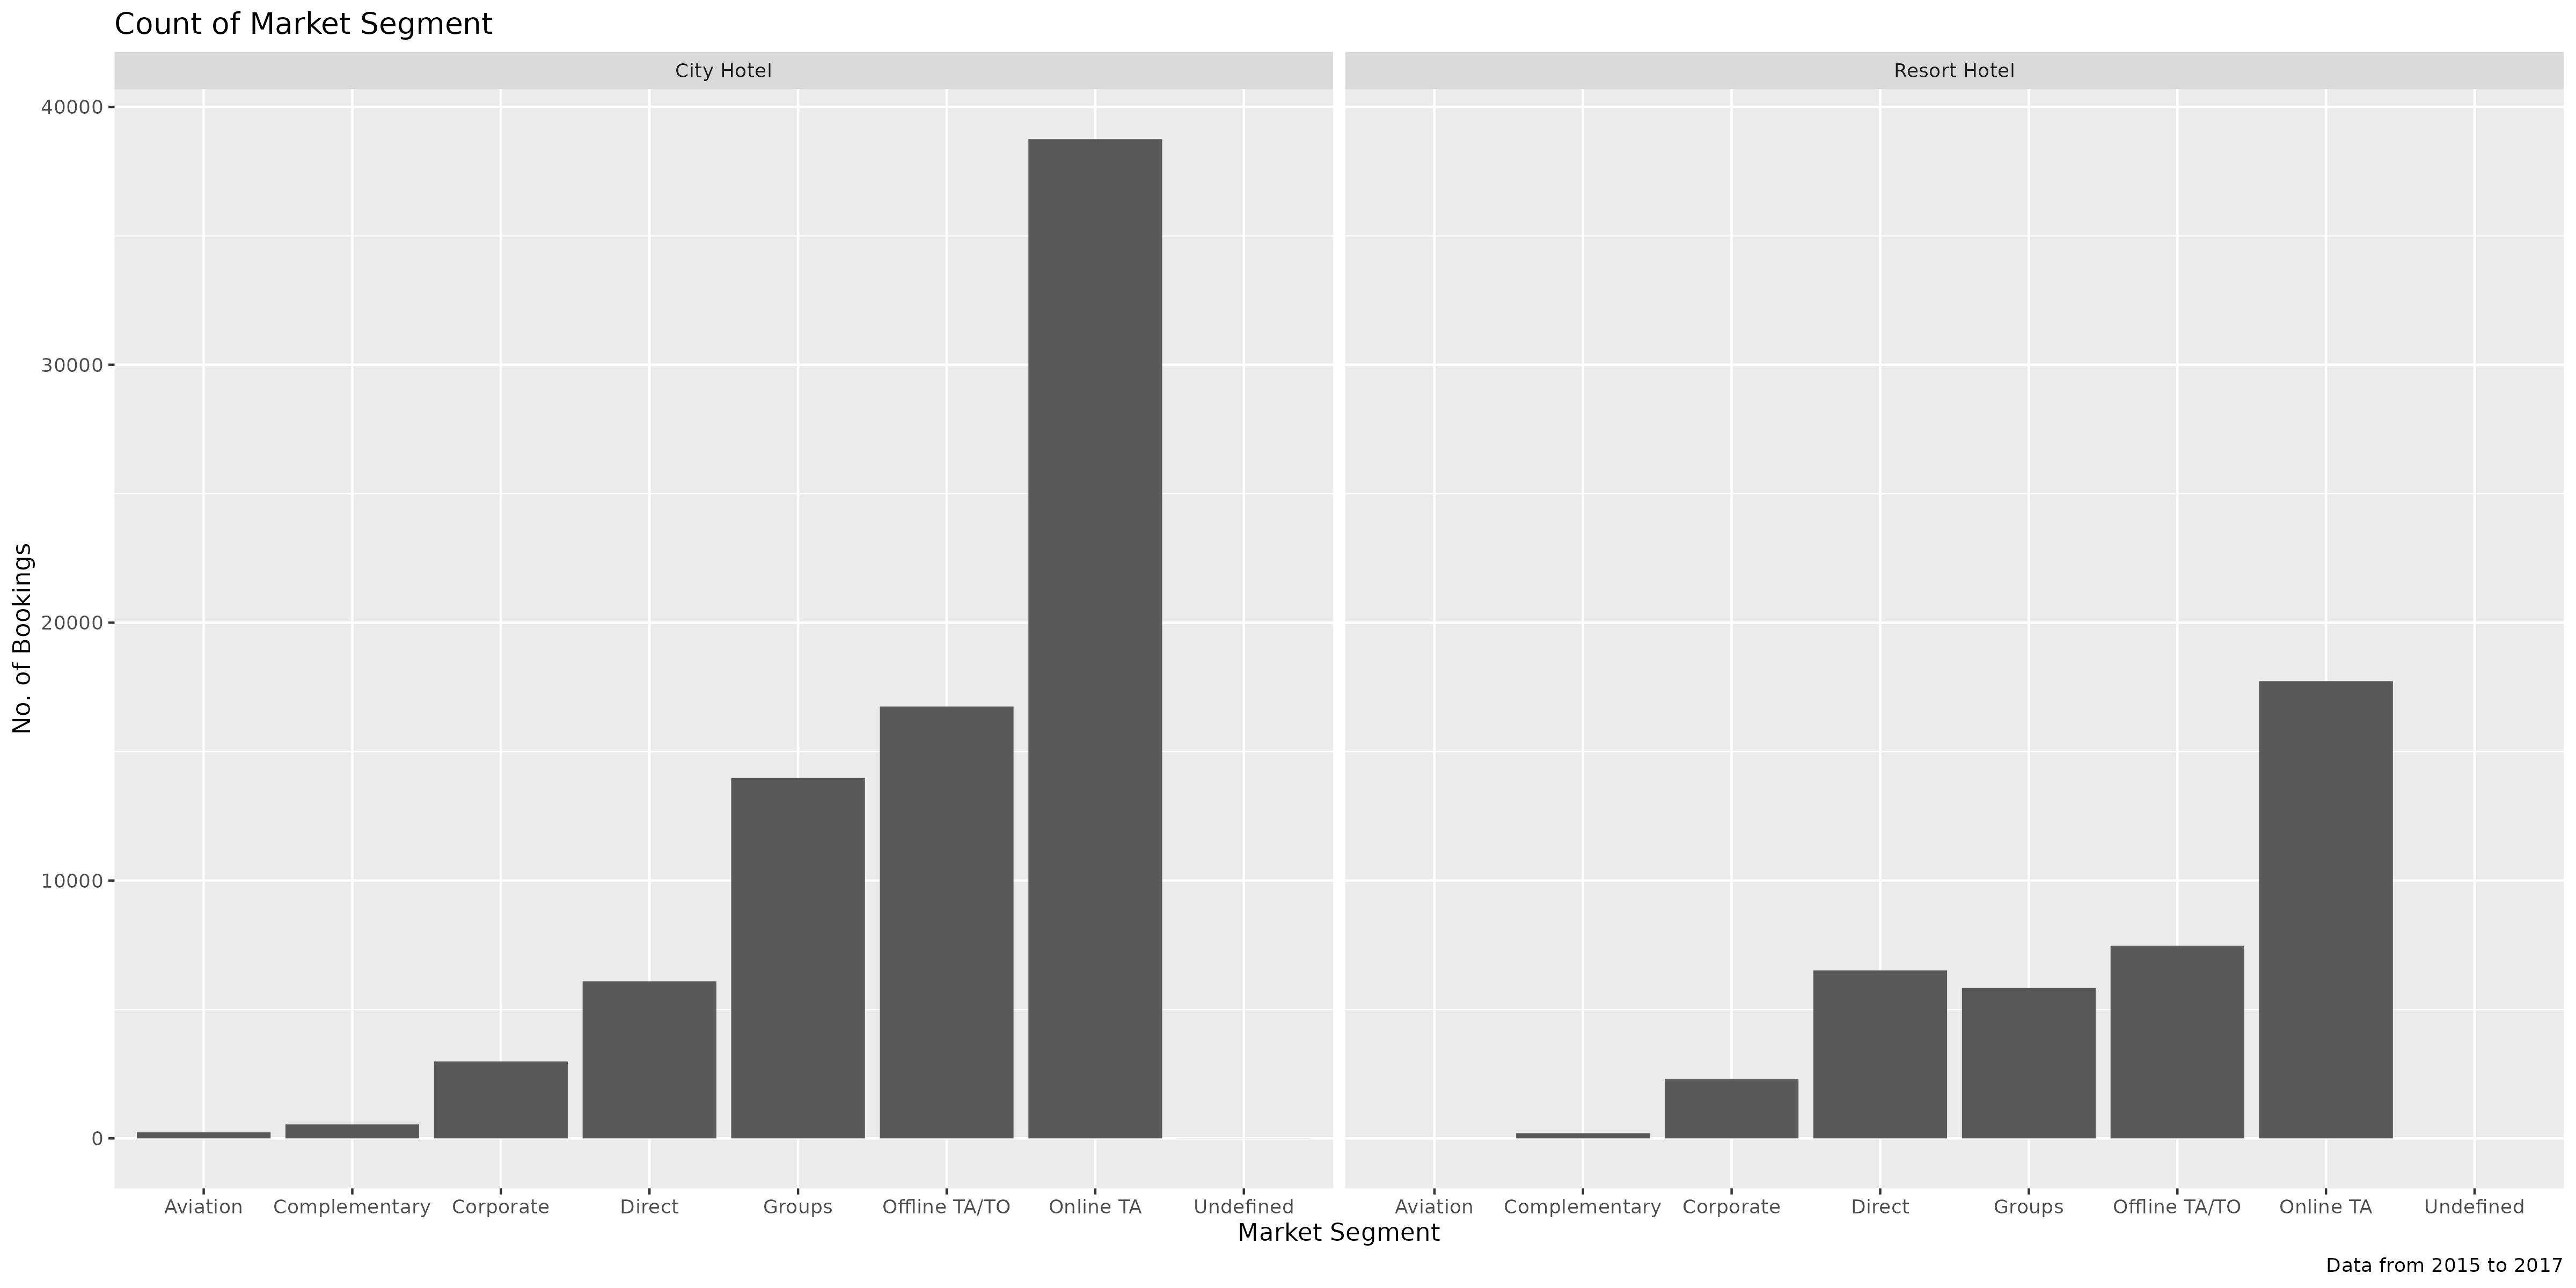 Count of Market Segment
City Hotel
Resort Hotel
No. of Bookings
40000
30000
20000
10000
0
Aviation Complementary Corporate Direct Groups Offline TA/TO Online TA Undefined
Aviation Complementary Corporate Direct Groups Offline TA/TO Online TA Undefined
Market Segment
Data from 2015 to 2017